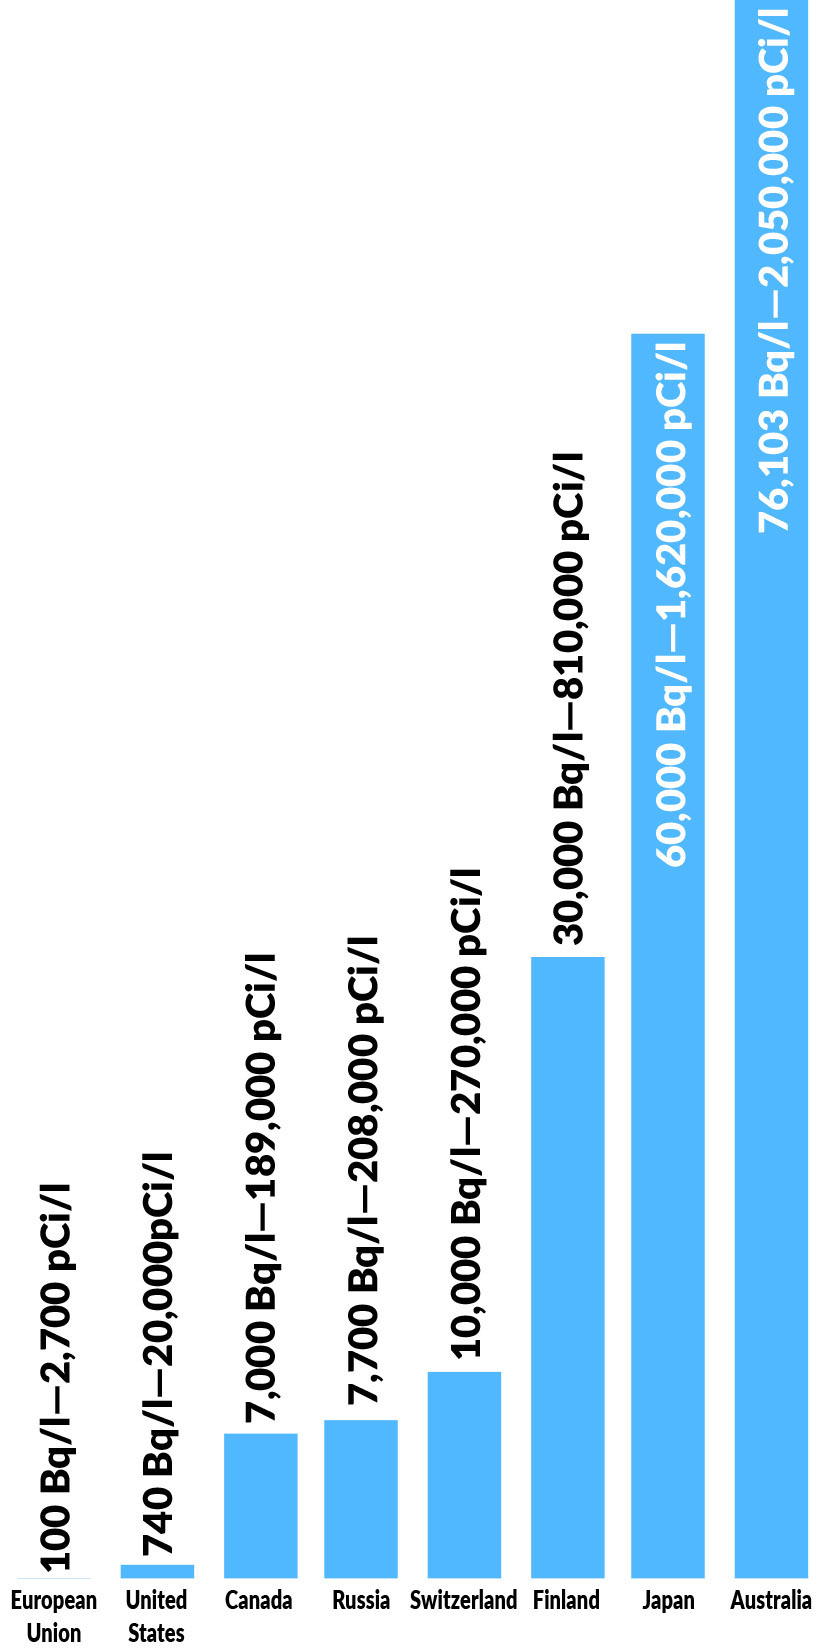 100 Bq/l—2,700 pCi/l
740 Bq/l—20,000pCi/l
7,000 Bq/l—189,000 pCi/l
7,700 Bq/l—208,000 pCi/l
10,000 Bq/l—270,000 pCi/l
30,000 Bq/l—810,000 pCi/l
60,000 Bq/l—1,620,000 pCi/l
76,103 Bq/l—2,050,000 pCi/l
European
Union
United
States
Canada
Russia
Switzerland
Finland
Japan
Australia